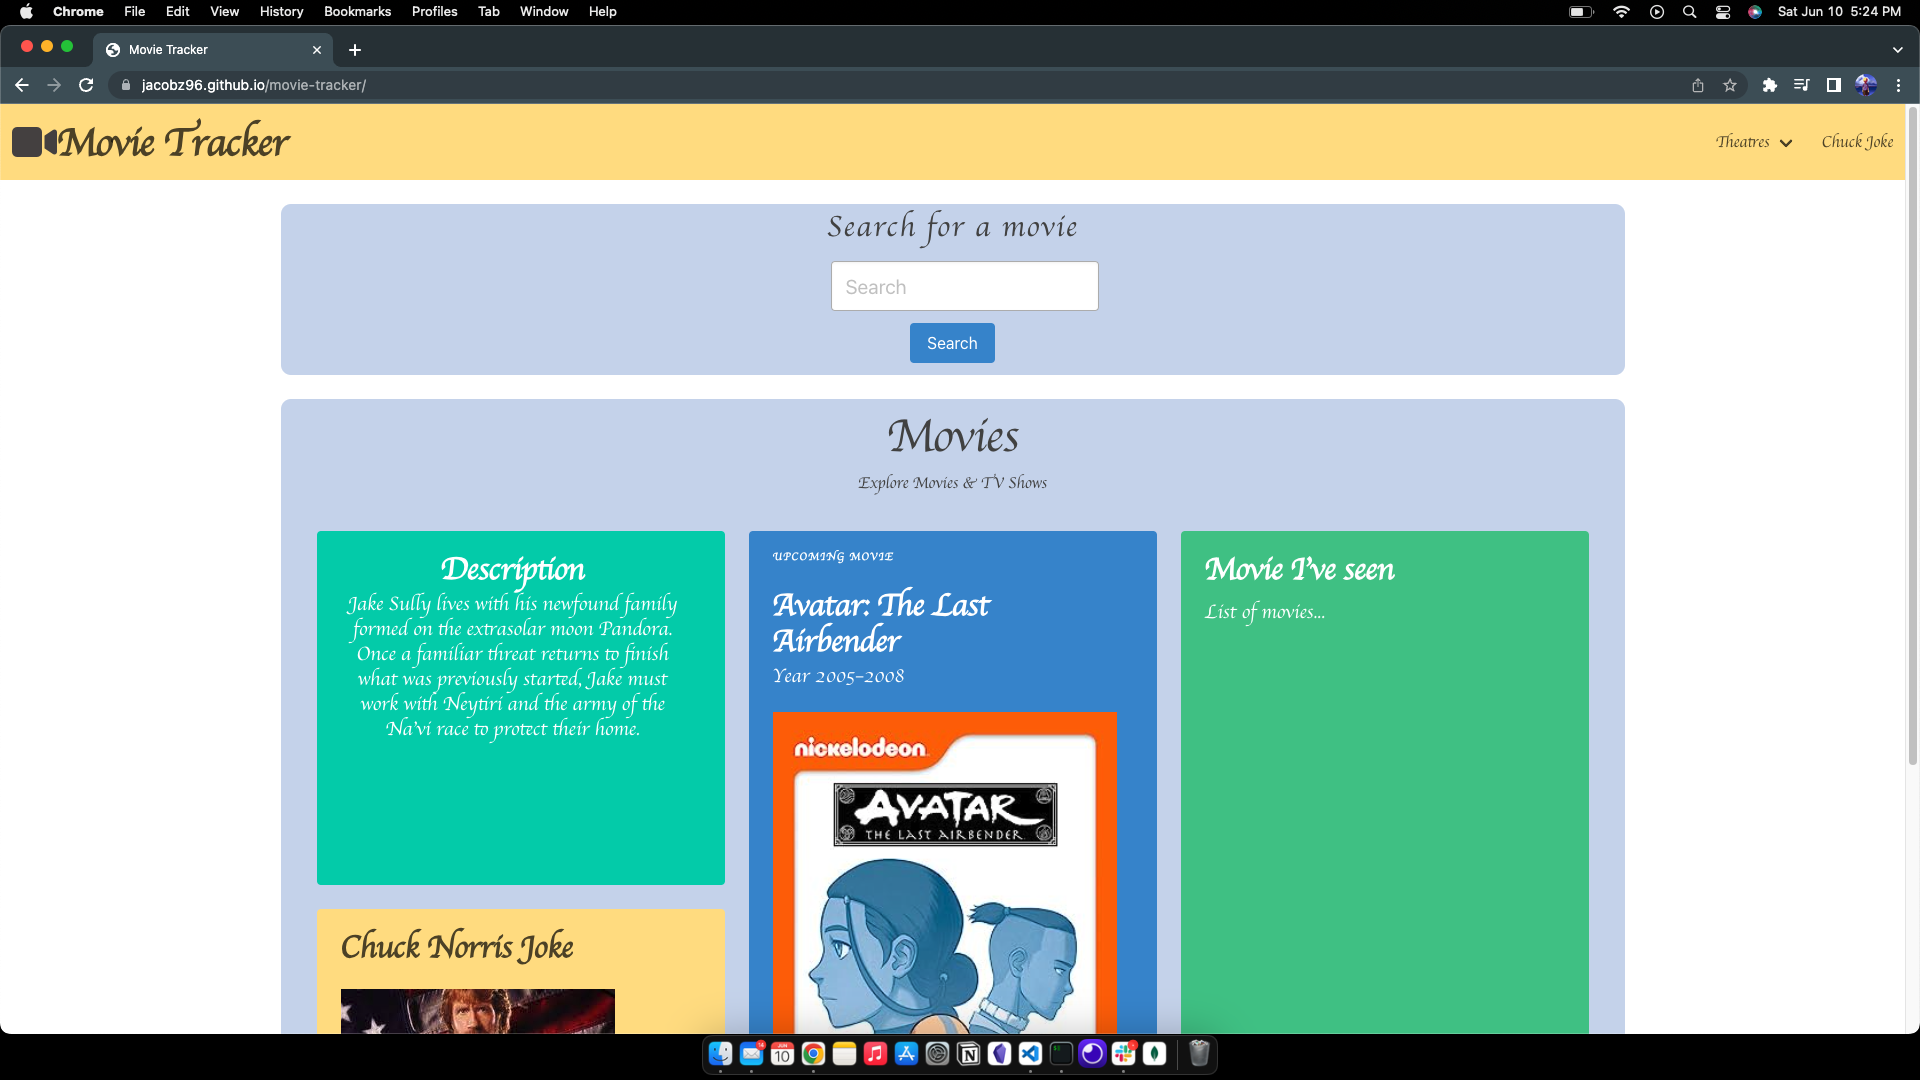 Chrome File Edit View History Bookmarks Profiles Tab Window Help Sat Jun 10 5:24 PM
Movie Tracker
jacobz96.github.io/movie-tracker/
Movie Tracker
Theatres
Chuck Joke
Search for a movie
Search
Search
Movies
Explore Movies & TV Shows
Description
Jake Sully lives with his newfound family
formed on the extrasolar moon Pandora.
Once a familiar threat returns to finish
what was previously started, Jake must
work with Neytiri and the army of the
Na'vi race to protect their home.
Chuck Norris Joke
UPCOMING MOVIE
Avatar: The Last
Airbender
Year 2005–2008
nickelodeon
AVATAR
THE LAST AIRBENDER
Movie I've seen
List of movies...
14
JUN
10